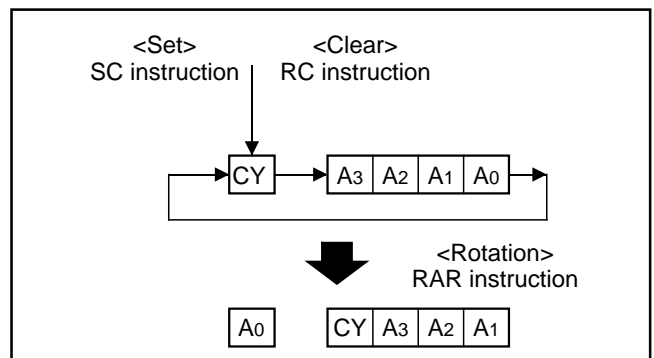 <Set> <Clear>
SC instruction RC instruction
CY A3 A2 A1 A0
<Rotation>
RAR instruction
A0 CY A3 A2 A1